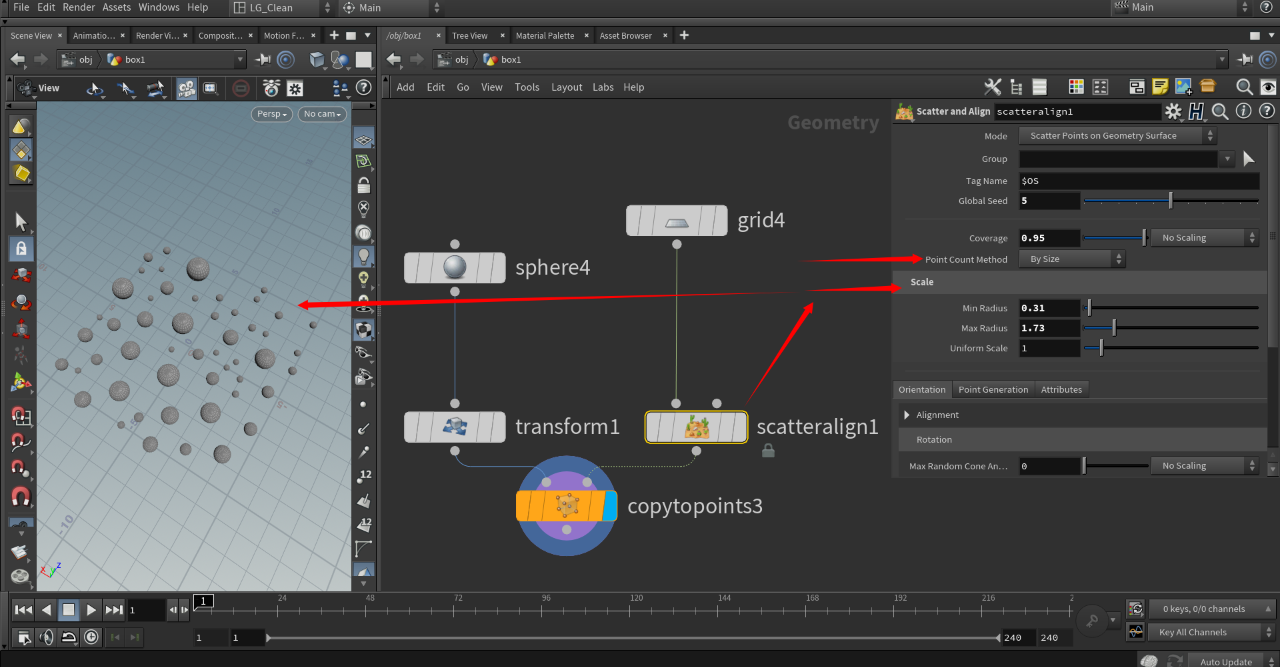 File Edit Render Assets Windows Help LG_Clean Main Main
Scene View Animatio... Render Vi... Composit... Motion F... /obj/box1 Tree View Material Palette Asset Browser
obj box1 obj box1
View Add Edit Go View Tools Layout Labs Help
Persp No cam
Geometry
Scatter and Align scatteralign1
Mode Scatter Points on Geometry Surface
Group
Tag Name $OS
Global Seed 5
Coverage 0.95 No Scaling
Point Count Method By Size
Scale
Min Radius 0.31
Max Radius 1.73
Uniform Scale 1
Orientation Point Generation Attributes
Alignment
Rotation
Max Random Cone An... 0 No Scaling
grid4
sphere4
transform1
scatteralign1
copytopoints3
12
12
-10
0
z
x
1 1 24 48 72 96 120 144 168 192 216 2
0 keys, 0/0 channels
1 1 240 240 Key All Channels
Auto Update